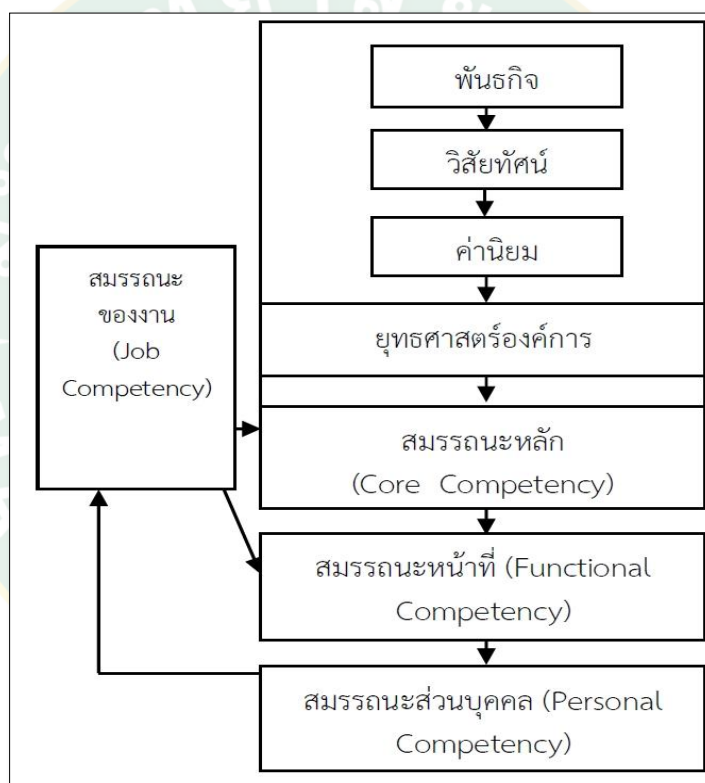 พันธกิจ
วิสัยทัศน์
ค่านิยม
ยุทธศาสตร์องค์การ
สมรรถนะ
ของงาน
(Job
Competency)
สมรรถนะหลัก
(Core Competency)
สมรรถนะหน้าที่ (Functional
Competency)
สมรรถนะส่วนบุคคล (Personal
Competency)